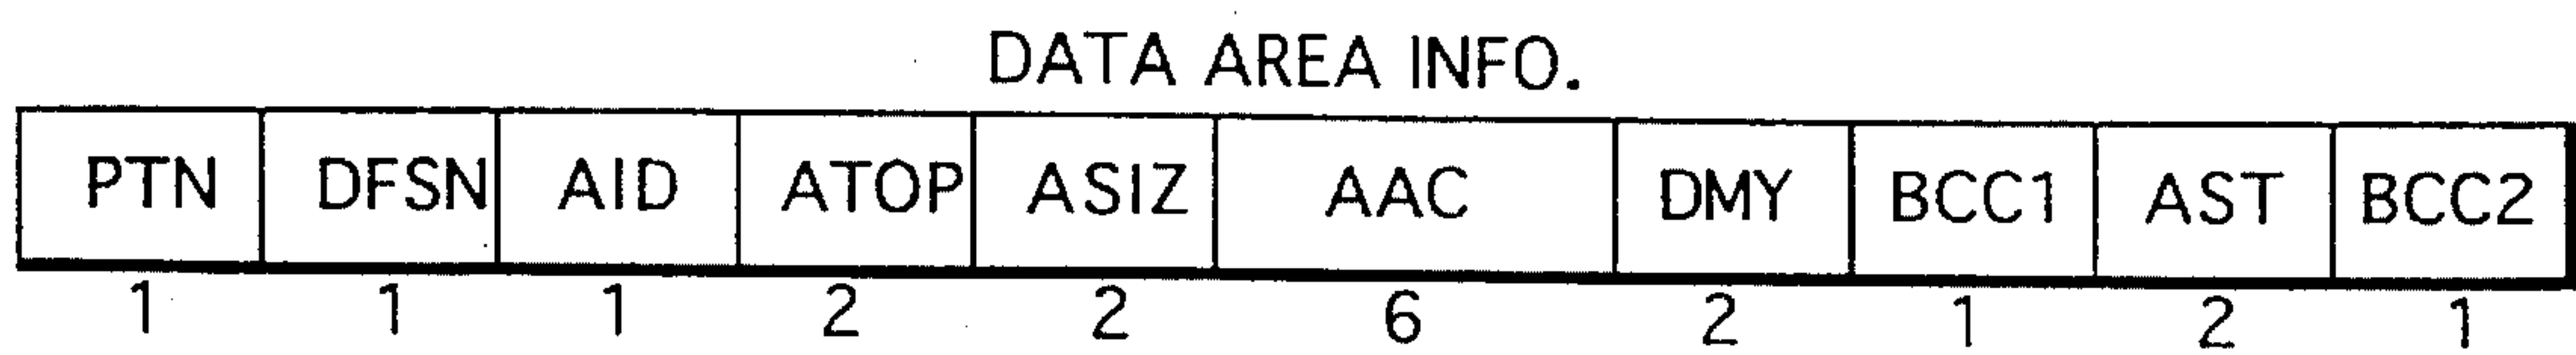 DATA AREA INFO.
PTN DFSN AID ATOP ASIZ AAC DMY BCC1 AST BCC2
1 1 1 2 2 6 2 1 2 1